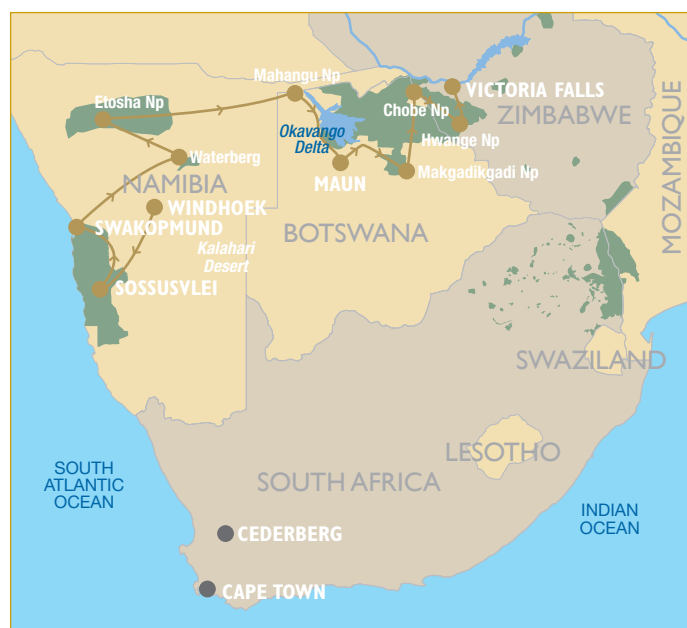 Mahangu Np
VICTORIA FALLS
Etosha Np
Chobe Np
ZIMBABWE
Okavango
Delta
Hwange Np
Waterberg
MAUN
Makgadikgadi Np
NAMIBIA
MOZAMBIQUE
WINDHOEK
SWAKOPMUND
BOTSWANA
Kalahari
Desert
SOSSUSVLEI
SWAZILAND
LESOTHO
SOUTH
ATLANTIC
OCEAN
SOUTH AFRICA
INDIAN
OCEAN
CEDERBERG
CAPE TOWN